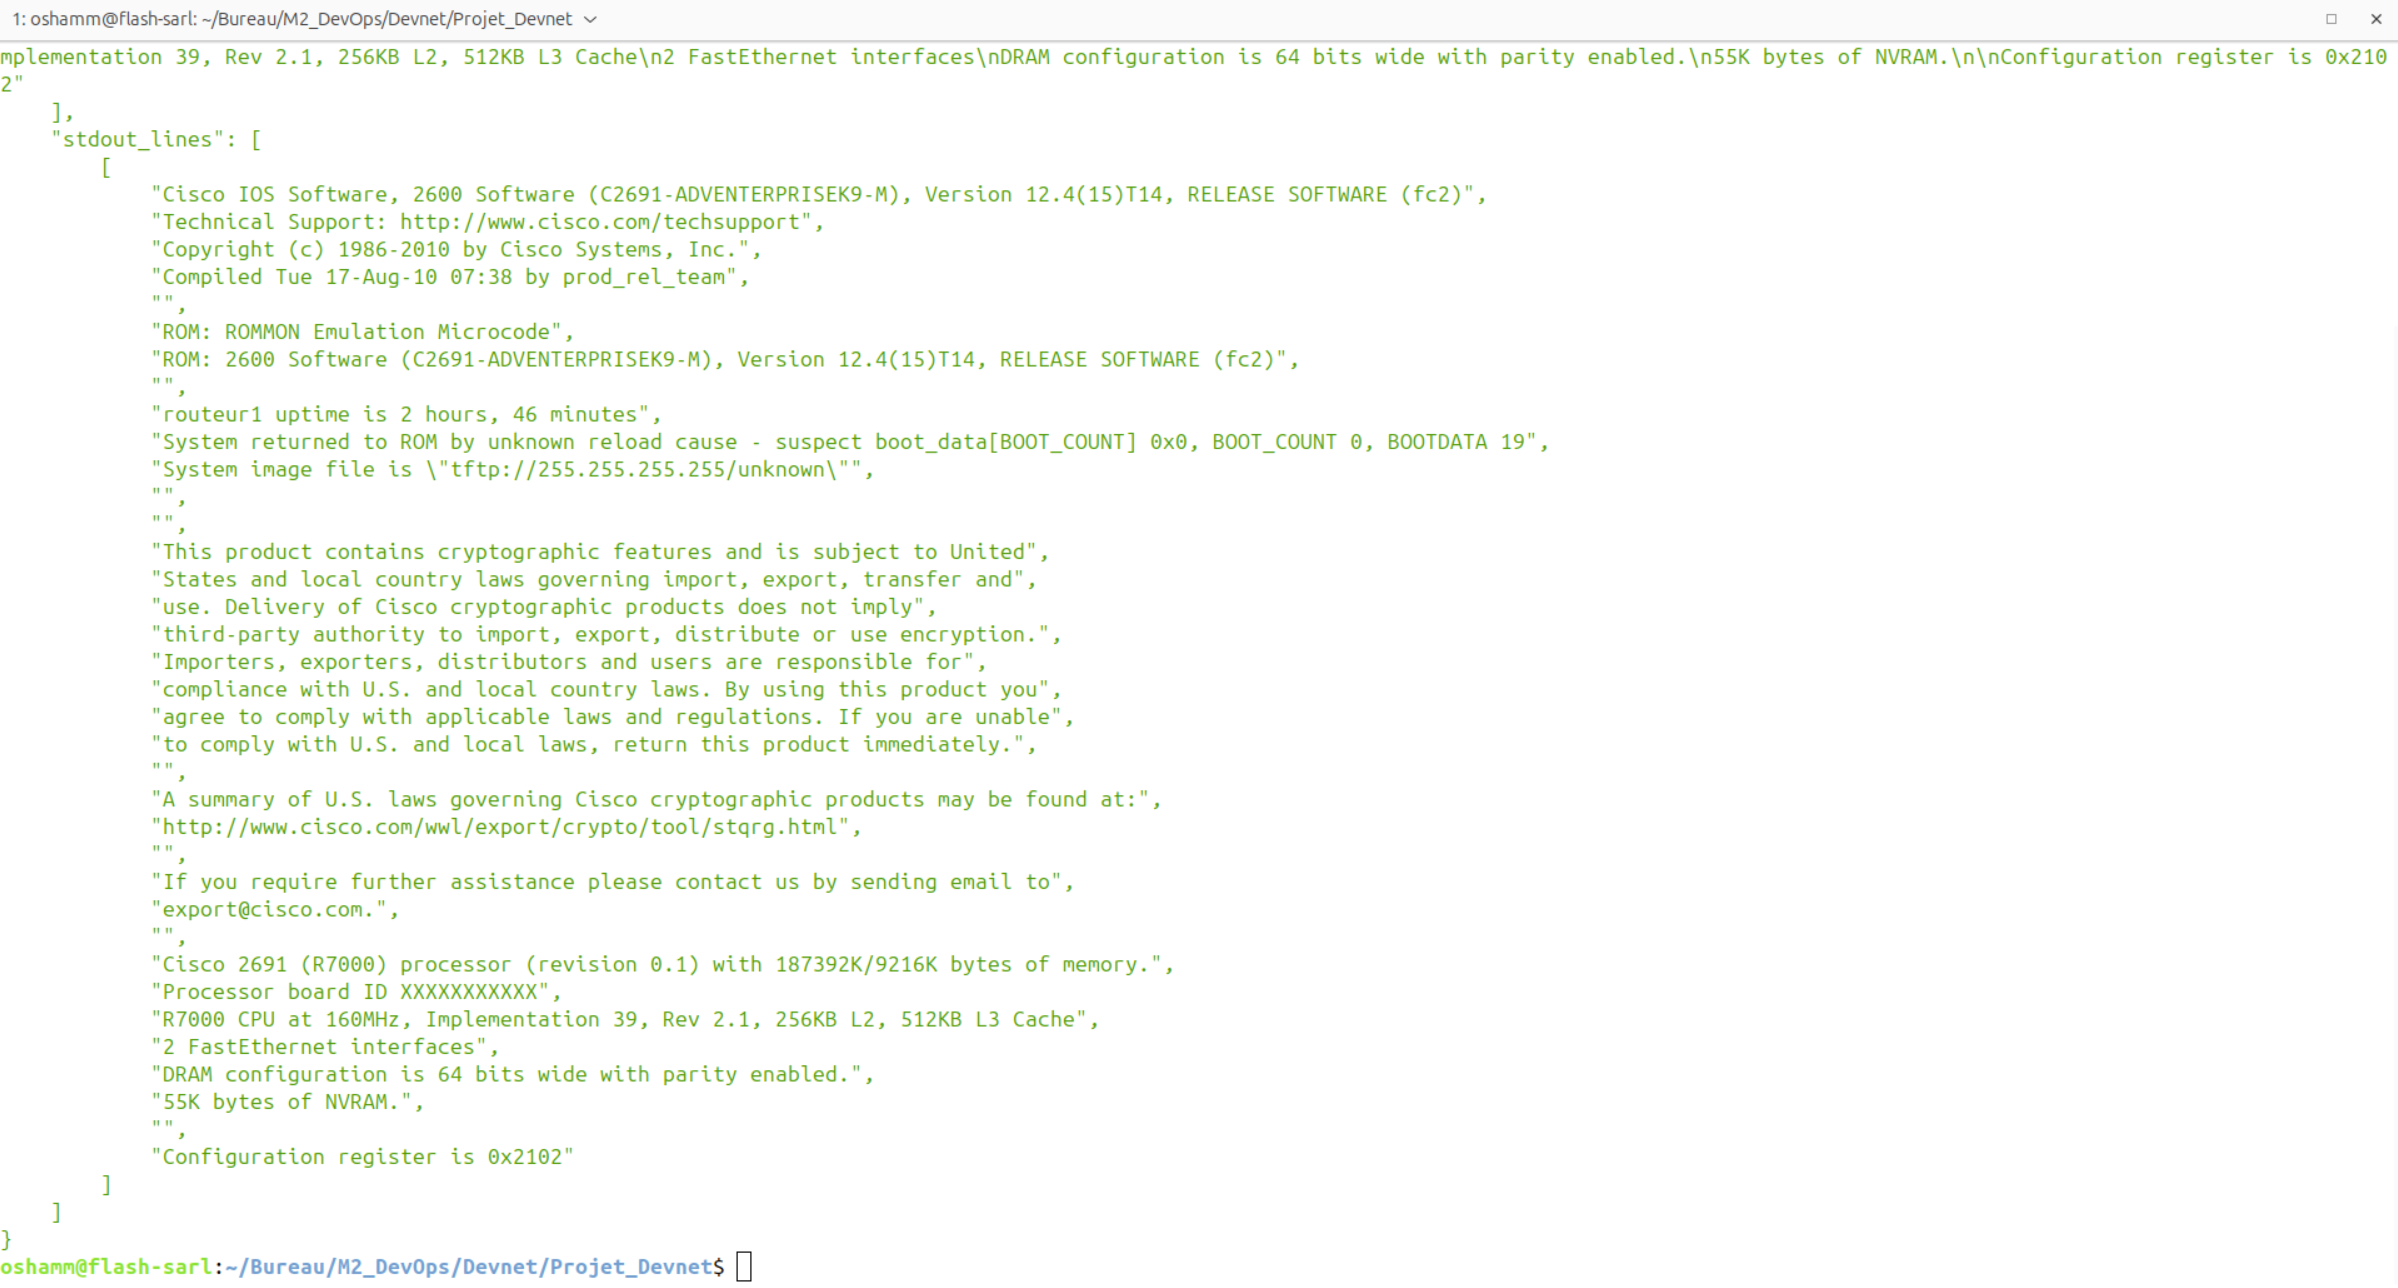 1: oshamm@flash-sarl: ~/Bureau/M2_DevOps/Devnet/Projet_Devnet
mplementation 39, Rev 2.1, 256KB L2, 512KB L3 Cache\n2 FastEthernet interfaces\nDRAM configuration is 64 bits wide with parity enabled.\n55K bytes of NVRAM.\n\nConfiguration register is 0x210
2"
    ],
    "stdout_lines": [
        [
            "Cisco IOS Software, 2600 Software (C2691-ADVENTERPRISEK9-M), Version 12.4(15)T14, RELEASE SOFTWARE (fc2)",
            "Technical Support: http://www.cisco.com/techsupport",
            "Copyright (c) 1986-2010 by Cisco Systems, Inc.",
            "Compiled Tue 17-Aug-10 07:38 by prod_rel_team",
            "",
            "ROM: ROMMON Emulation Microcode",
            "ROM: 2600 Software (C2691-ADVENTERPRISEK9-M), Version 12.4(15)T14, RELEASE SOFTWARE (fc2)",
            "",
            "routeur1 uptime is 2 hours, 46 minutes",
            "System returned to ROM by unknown reload cause - suspect boot_data[BOOT_COUNT] 0x0, BOOT_COUNT 0, BOOTDATA 19",
            "System image file is \"tftp://255.255.255.255/unknown\"",
            "",
            "",
            "This product contains cryptographic features and is subject to United",
            "States and local country laws governing import, export, transfer and",
            "use. Delivery of Cisco cryptographic products does not imply",
            "third-party authority to import, export, distribute or use encryption.",
            "Importers, exporters, distributors and users are responsible for",
            "compliance with U.S. and local country laws. By using this product you",
            "agree to comply with applicable laws and regulations. If you are unable",
            "to comply with U.S. and local laws, return this product immediately.",
            "",
            "A summary of U.S. laws governing Cisco cryptographic products may be found at:",
            "http://www.cisco.com/wwl/export/crypto/tool/stqrg.html",
            "",
            "If you require further assistance please contact us by sending email to",
            "export@cisco.com.",
            "",
            "Cisco 2691 (R7000) processor (revision 0.1) with 187392K/9216K bytes of memory.",
            "Processor board ID XXXXXXXXXXX",
            "R7000 CPU at 160MHz, Implementation 39, Rev 2.1, 256KB L2, 512KB L3 Cache",
            "2 FastEthernet interfaces",
            "DRAM configuration is 64 bits wide with parity enabled.",
            "55K bytes of NVRAM.",
            "",
            "Configuration register is 0x2102"
        ]
    ]
}
oshamm@flash-sarl:~/Bureau/M2_DevOps/Devnet/Projet_Devnet$